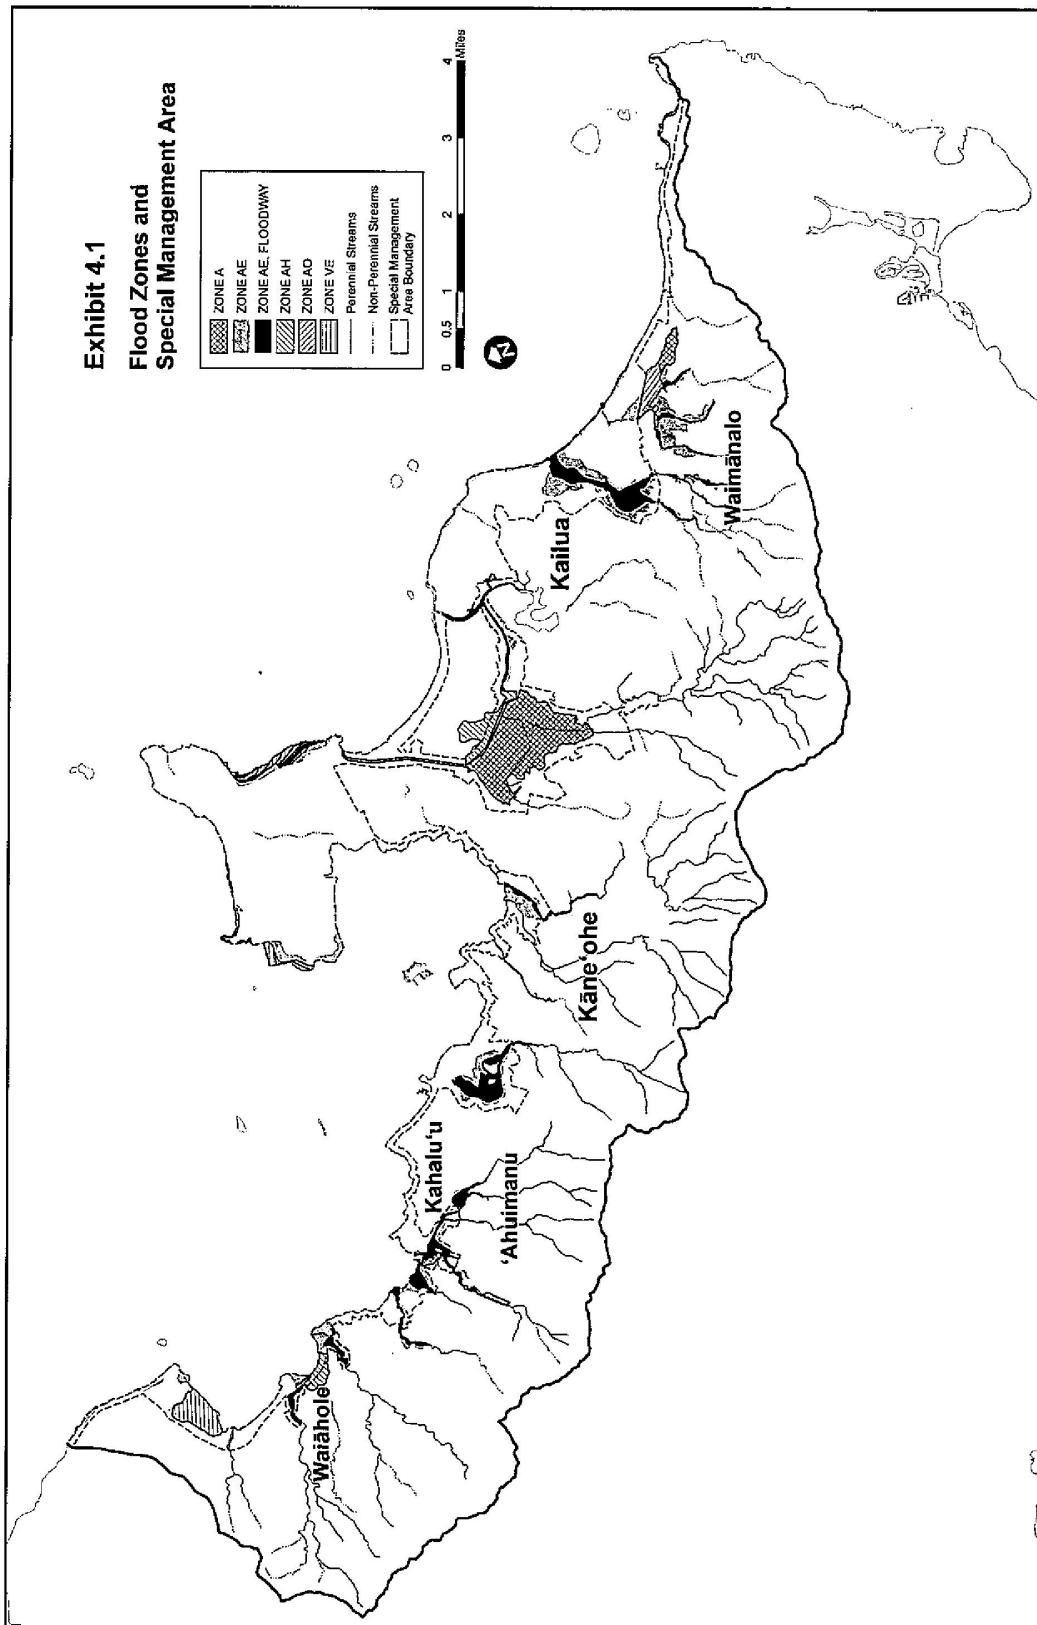 Exhibit 4.1
Flood Zones and
Special Management Area
ZONE A
ZONE AE
ZONE AE, FLOODWAY
ZONE AH
ZONE AO
ZONE VE
Perennial Streams
Non-Perennial Streams
Special Management
Area Boundary
0 0.5 1 2 3 4
Miles
N
Waiāhole
Kahalu‘u
‘Ahuimanu
Kāne‘ohe
Kailua
Waimānalo